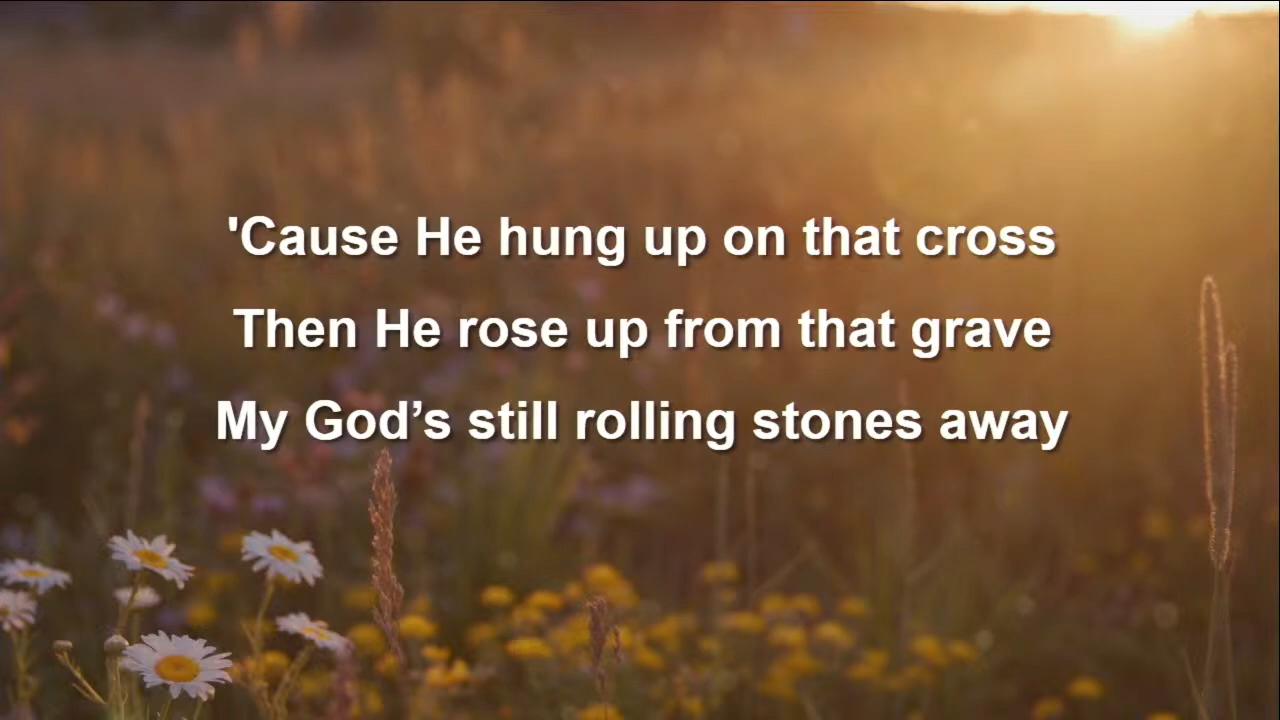 'Cause He hung up on that cross
Then He rose up from that grave
My God’s still rolling stones away